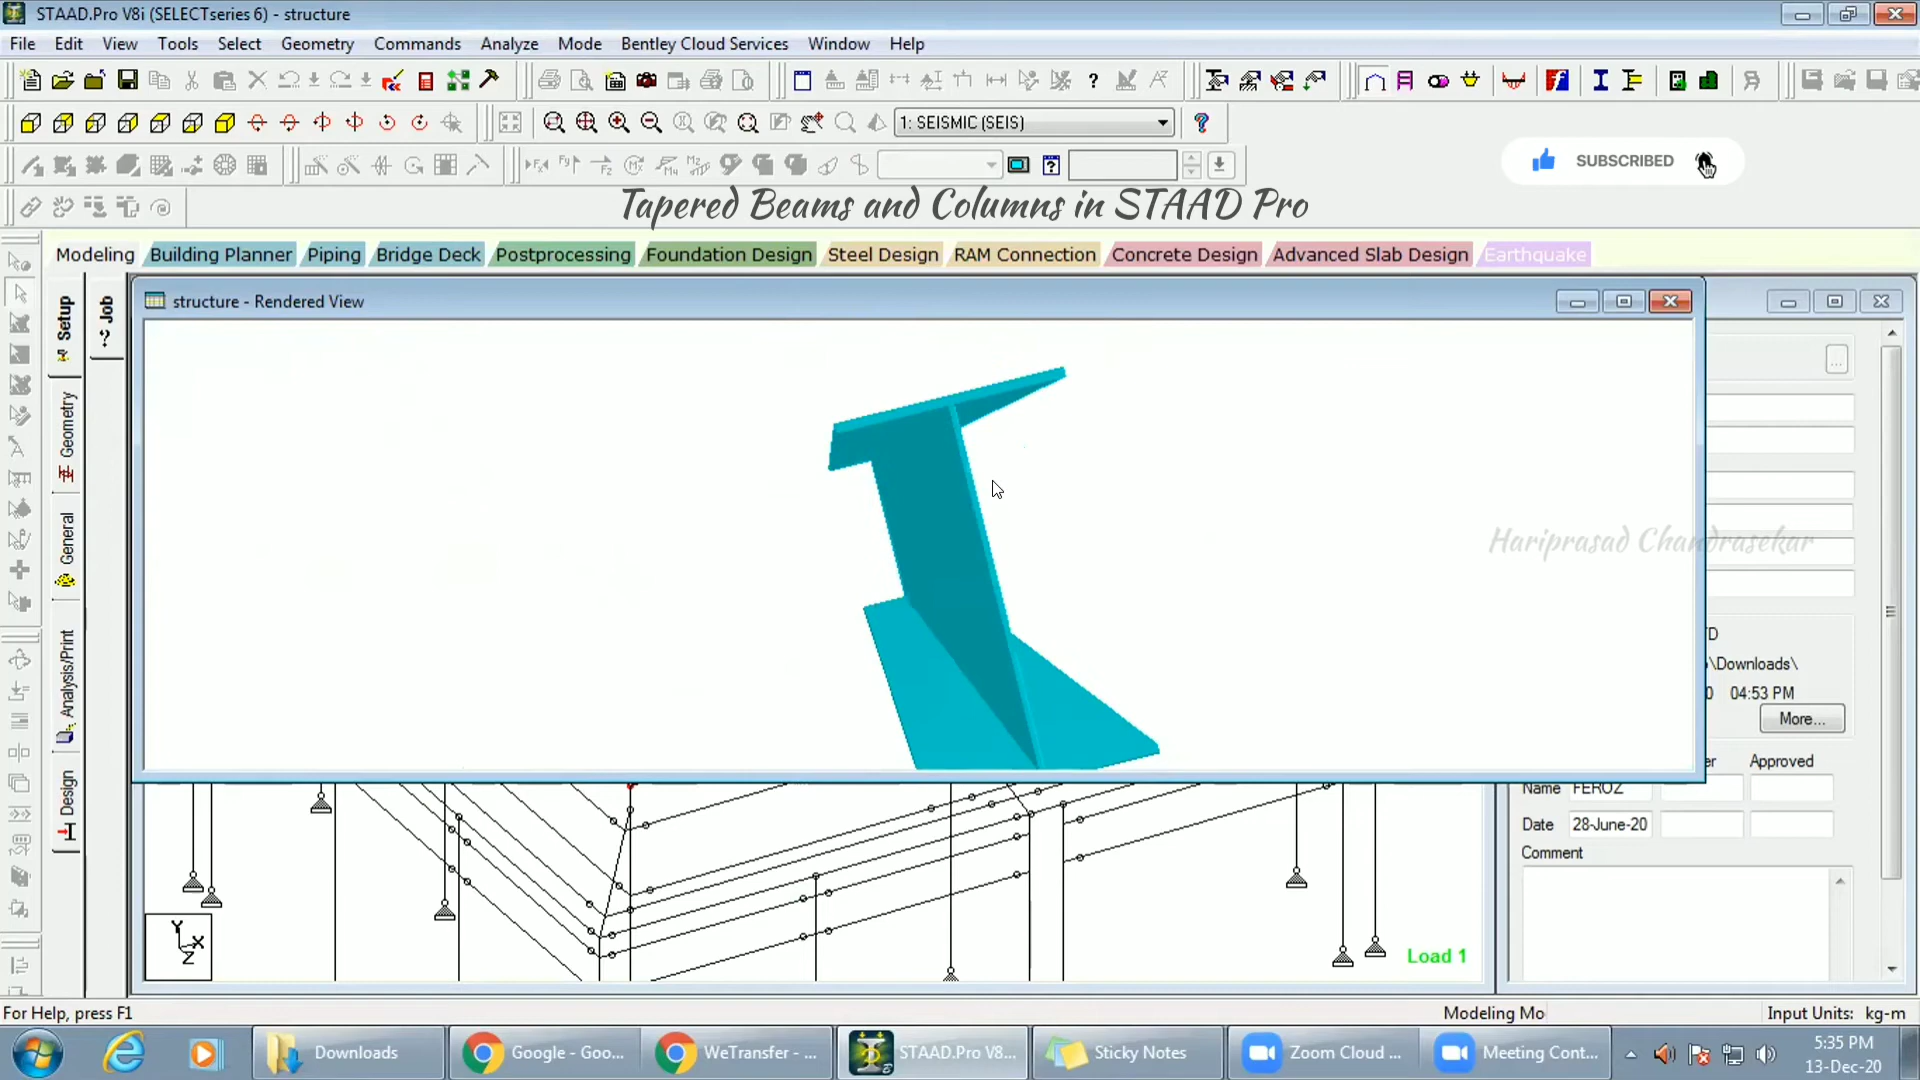 STAAD.Pro V8i (SELECTseries 6) - structure
File Edit View Tools Select Geometry Commands Analyze Mode Bentley Cloud Services Window Help
1: SEISMIC (SEIS)
SUBSCRIBED
Tapered Beams and Columns in STAAD Pro
Modeling Building Planner Piping Bridge Deck Postprocessing Foundation Design Steel Design RAM Connection Concrete Design Advanced Slab Design Earthquake
Setup
Job
Geometry
General
Analysis/Print
Design
structure - Rendered View
Hariprasad Chandrasekar
\Downloads\
04:53 PM
More...
Approved
Name FEROZ
Date 28-June-20
Comment
Y
X
Z
Load 1
For Help, press F1
Modeling Mo
Input Units: kg-m
Downloads
Google - Goo...
WeTransfer - ...
STAAD.Pro V8...
Sticky Notes
Zoom Cloud ...
Meeting Cont...
5:35 PM
13-Dec-20